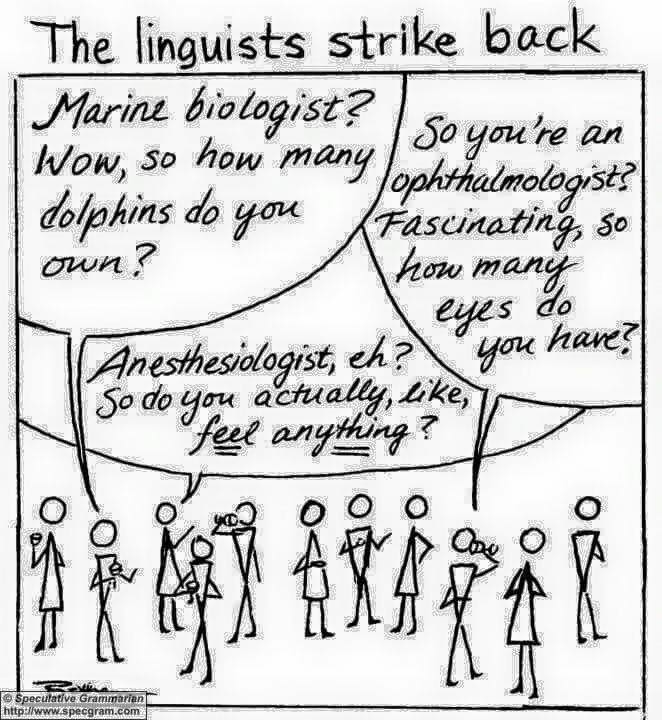 The linguists strike back
Marine biologist?
Wow, so how many
dolphins do you
own?
So you're an
ophthalmologist?
Fascinating, so
how many
eyes do
you have?
Anesthesiologist, eh?
So do you actually, like,
feel anything?
© Speculative Grammarian
http://www.specgram.com